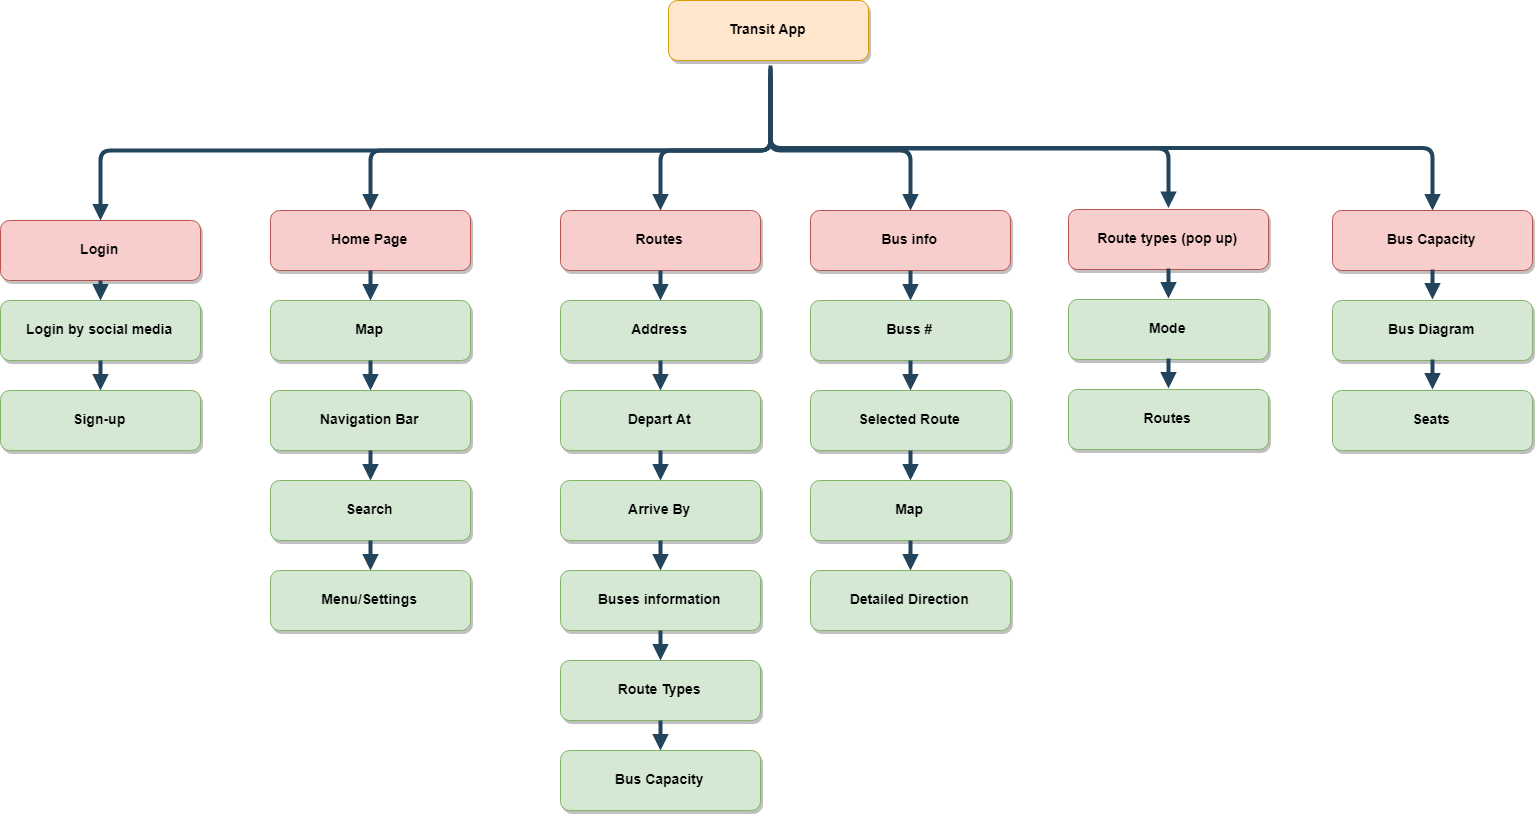 Transit App
Login
Login by social media
Sign-up
Home Page
Map
Navigation Bar
Search
Menu/Settings
Routes
Address
Depart At
Arrive By
Buses information
Route Types
Bus Capacity
Bus info
Buss #
Selected Route
Map
Detailed Direction
Route types (pop up)
Mode
Routes
Bus Capacity
Bus Diagram
Seats